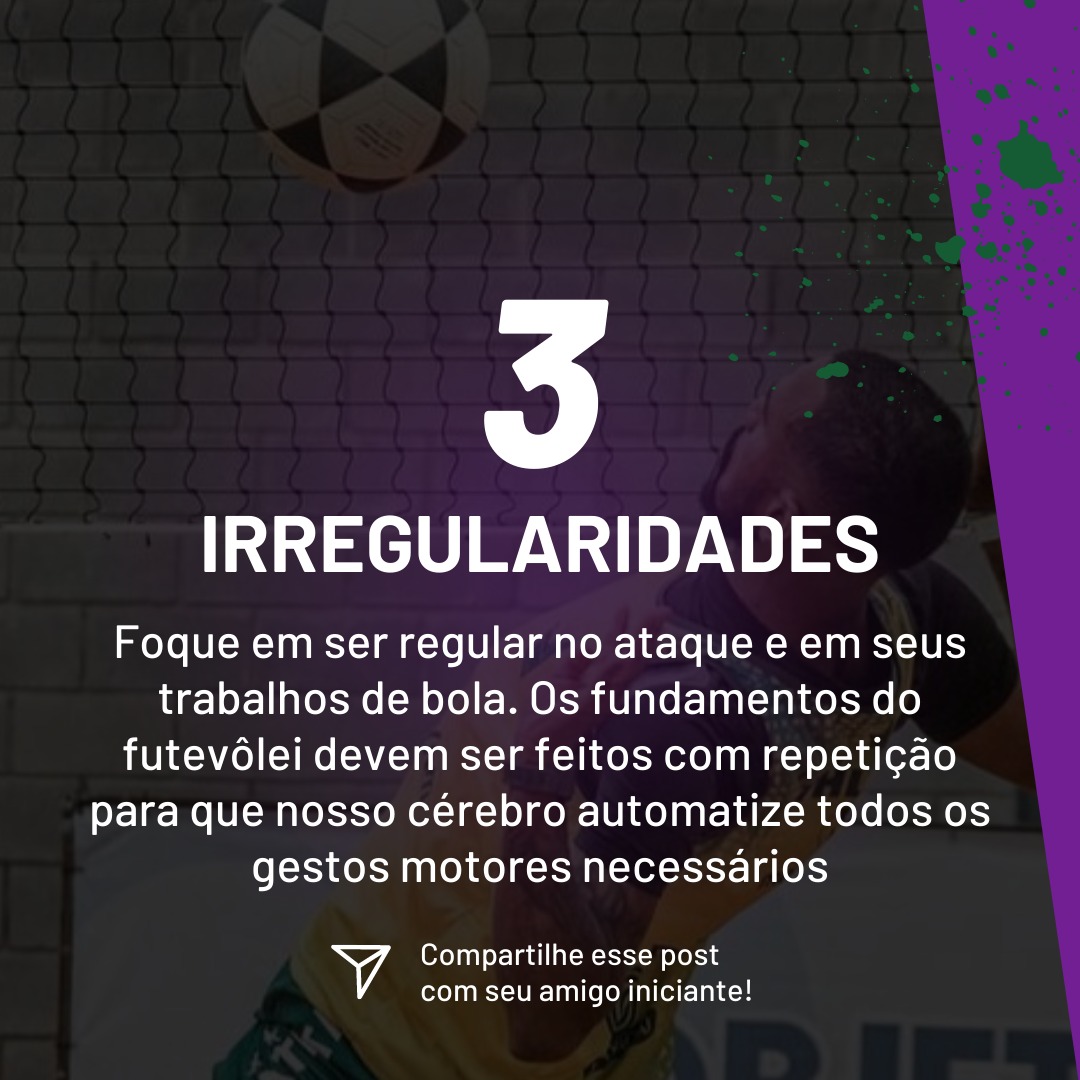 3
IRREGULARIDADES
Foque em ser regular no ataque e em seus
trabalhos de bola. Os fundamentos do
futevôlei devem ser feitos com repetição
para que nosso cérebro automatize todos os
gestos motores necessários
Compartilhe esse post
com seu amigo iniciante!